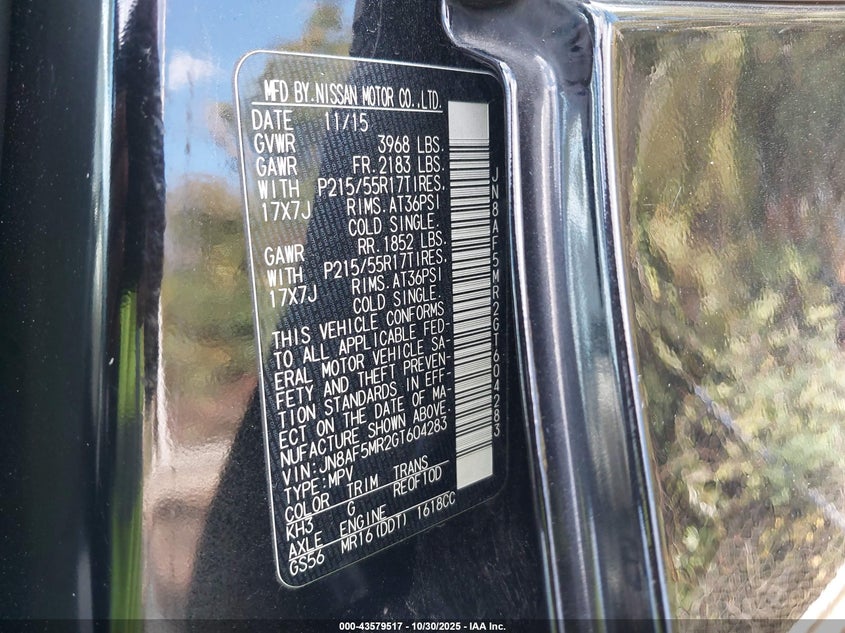 MFD BY.NISSAN MOTOR CO.,LTD.
DATE 11/15
GVWR 3968 LBS.
GAWR FR. 2183 LBS.
WITH P215/55R17TIRES.
17X7J RIMS.AT36PSI
COLD SINGLE.
GAWR RR. 1852 LBS.
WITH P215/55R17TIRES.
17X7J RIMS.AT36PSI
COLD SINGLE.
THIS VEHICLE CONFORMS
TO ALL APPLICABLE FED-
ERAL MOTOR VEHICLE SA-
FETY AND THEFT PREVEN-
TION STANDARDS IN EFF-
ECT ON THE DATE OF MA-
NUFACTURE SHOWN ABOVE.
VIN:JN8AF5MR2GT604283
TYPE:MPV
COLOR TRIM TRANS
KH3 G RE0F10D
AXLE ENGINE
GS56 MR16(DDT) 1618CC
JN8AF5MR2GT604283
000-43579517 - 10/30/2025 - IAA Inc.